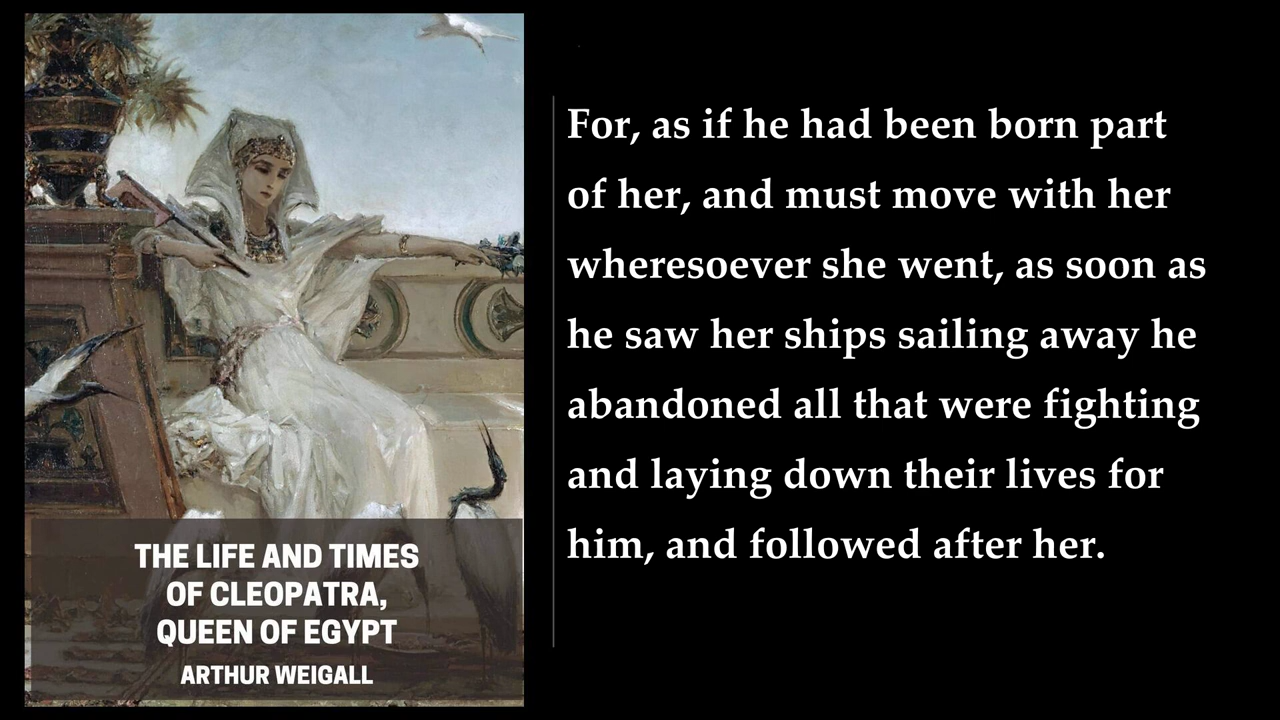 THE LIFE AND TIMES
OF CLEOPATRA,
QUEEN OF EGYPT
ARTHUR WEIGALL
For, as if he had been born part
of her, and must move with her
wheresoever she went, as soon as
he saw her ships sailing away he
abandoned all that were fighting
and laying down their lives for
him, and followed after her.